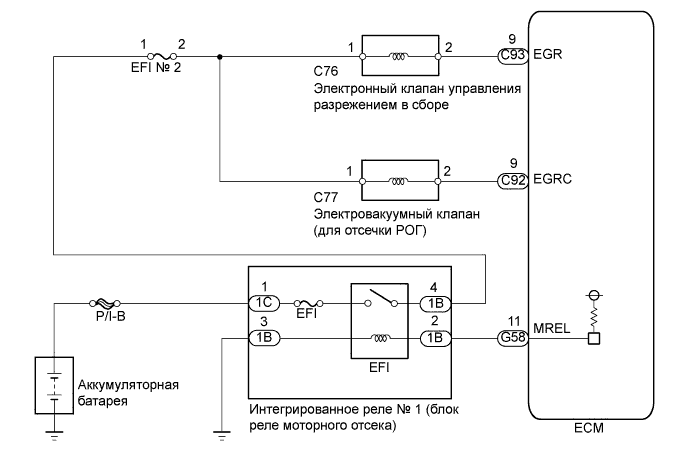 9
1 2
1 2
C93 EGR
EFI № 2
C76
Электронный клапан управления
разрежением в сборе
9
1 2
C92 EGRC
C77
Электровакуумный клапан
(для отсечки РОГ)
1 4
1C 1B
P/I-B
EFI
3 2 11
MREL
1B 1B G58
EFI
Аккумуляторная
батарея
Интегрированное реле № 1 (блок
реле моторного отсека)
ECM